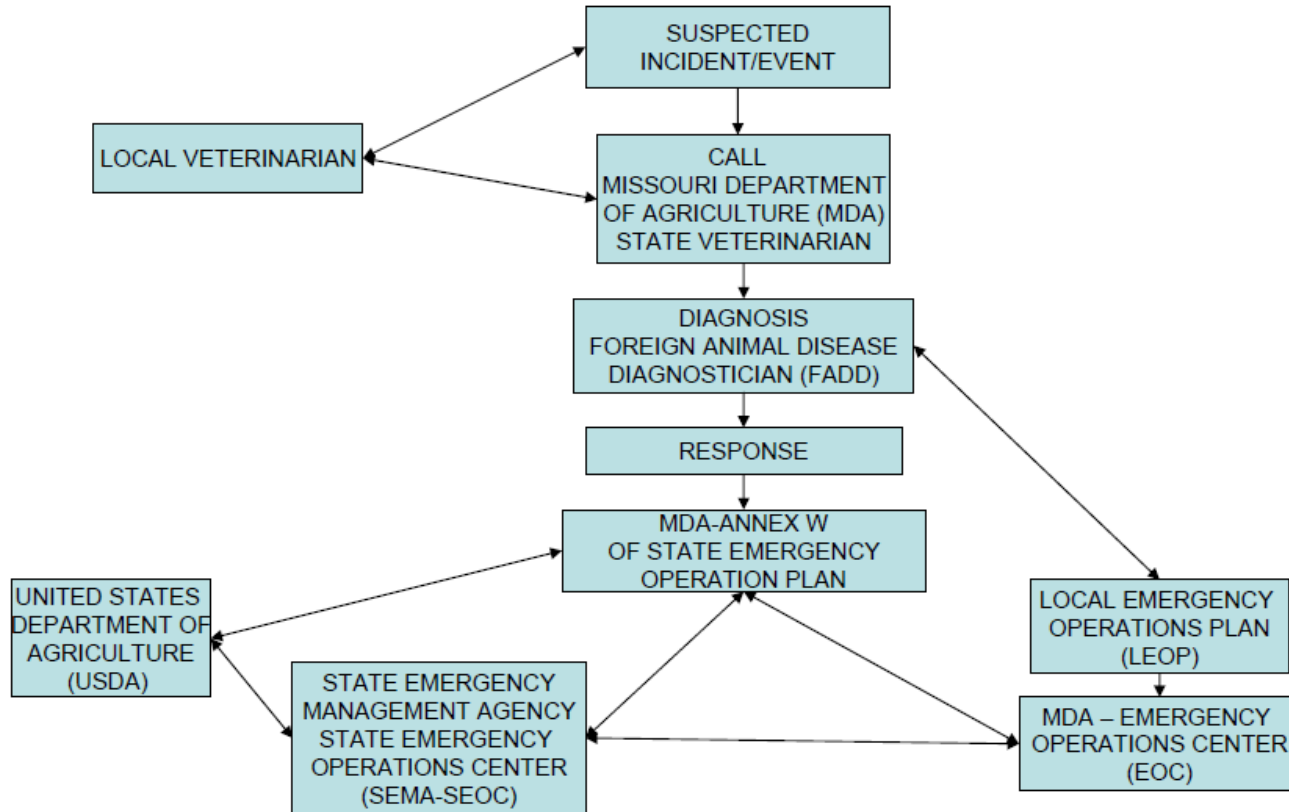 SUSPECTED
INCIDENT/EVENT
LOCAL VETERINARIAN
CALL
MISSOURI DEPARTMENT
OF AGRICULTURE (MDA)
STATE VETERINARIAN
DIAGNOSIS
FOREIGN ANIMAL DISEASE
DIAGNOSTICIAN (FADD)
RESPONSE
MDA-ANNEX W
OF STATE EMERGENCY
OPERATION PLAN
UNITED STATES
DEPARTMENT OF
AGRICULTURE
(USDA)
LOCAL EMERGENCY
OPERATIONS PLAN
(LEOP)
STATE EMERGENCY
MANAGEMENT AGENCY
STATE EMERGENCY
OPERATIONS CENTER
(SEMA-SEOC)
MDA – EMERGENCY
OPERATIONS CENTER
(EOC)